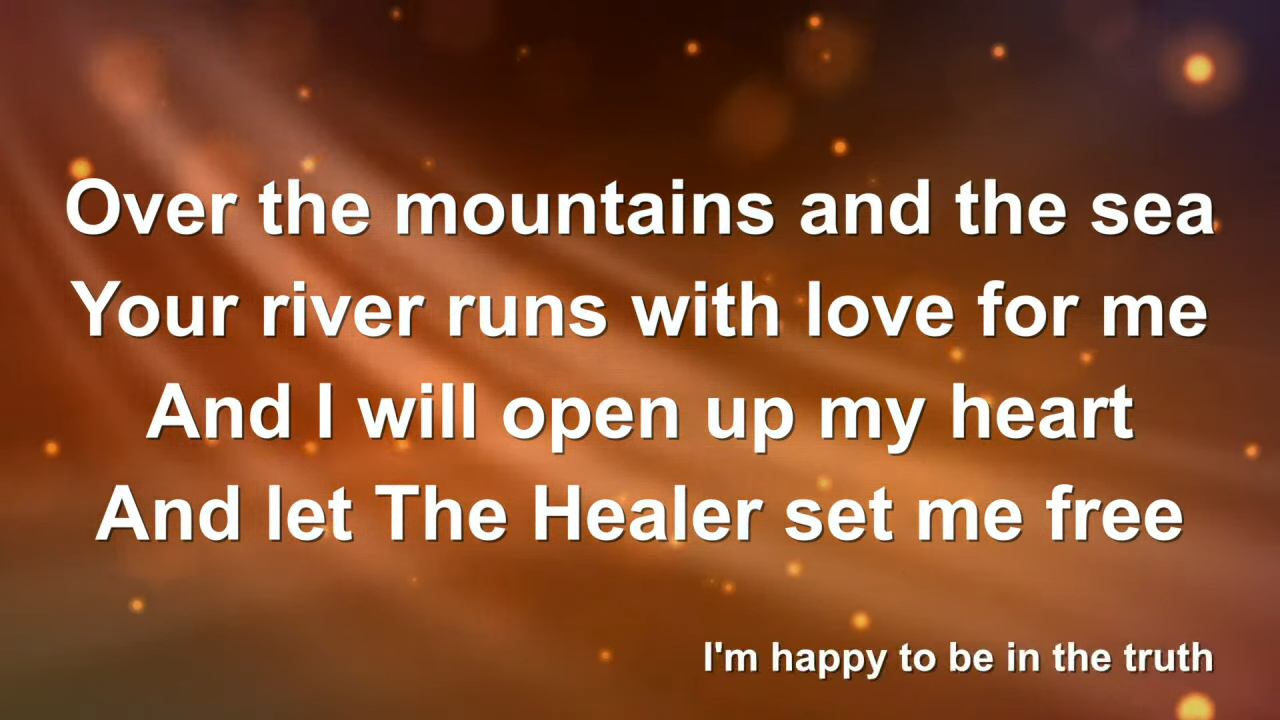 Over the mountains and the sea
Your river runs with love for me
And I will open up my heart
And let The Healer set me free
I'm happy to be in the truth